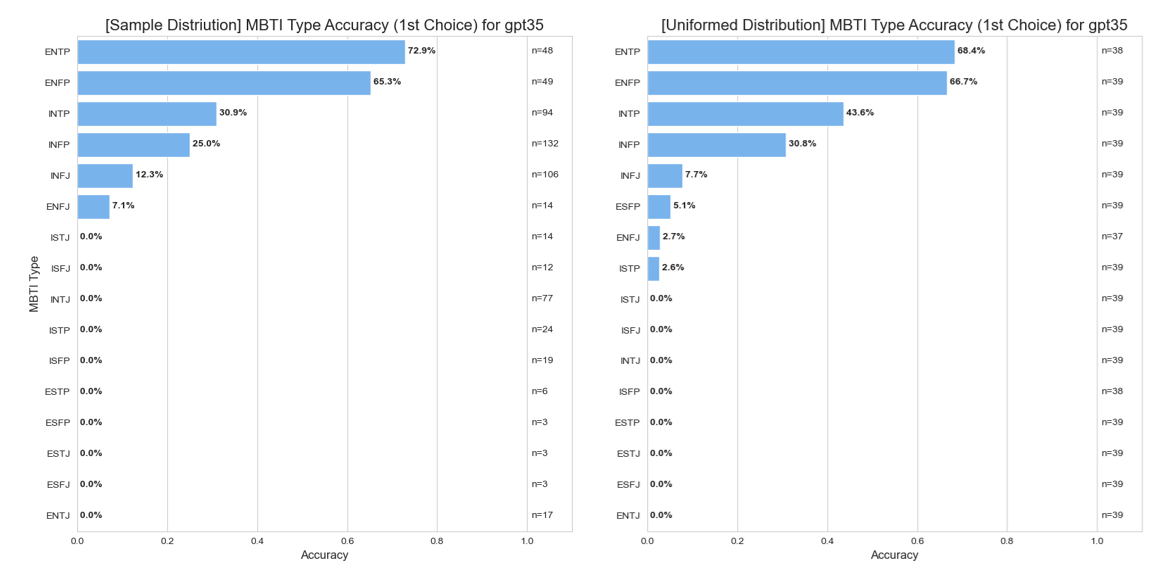 [Sample Distriution] MBTI Type Accuracy (1st Choice) for gpt35
ENTP 72.9% n=48
ENFP 65.3% n=49
INTP 30.9% n=94
INFP 25.0% n=132
INFJ 12.3% n=106
ENFJ 7.1% n=14
ISTJ 0.0% n=14
ISFJ 0.0% n=12
INTJ 0.0% n=77
ISTP 0.0% n=24
ISFP 0.0% n=19
ESTP 0.0% n=6
ESFP 0.0% n=3
ESTJ 0.0% n=3
ESFJ 0.0% n=3
ENTJ 0.0% n=17
MBTI Type
0.0 0.2 0.4 0.6 0.8 1.0
Accuracy
[Uniformed Distribution] MBTI Type Accuracy (1st Choice) for gpt35
ENTP 68.4% n=38
ENFP 66.7% n=39
INTP 43.6% n=39
INFP 30.8% n=39
INFJ 7.7% n=39
ESFP 5.1% n=39
ENFJ 2.7% n=37
ISTP 2.6% n=39
ISTJ 0.0% n=39
ISFJ 0.0% n=39
INTJ 0.0% n=39
ISFP 0.0% n=38
ESTP 0.0% n=39
ESTJ 0.0% n=39
ESFJ 0.0% n=39
ENTJ 0.0% n=39
0.0 0.2 0.4 0.6 0.8 1.0
Accuracy